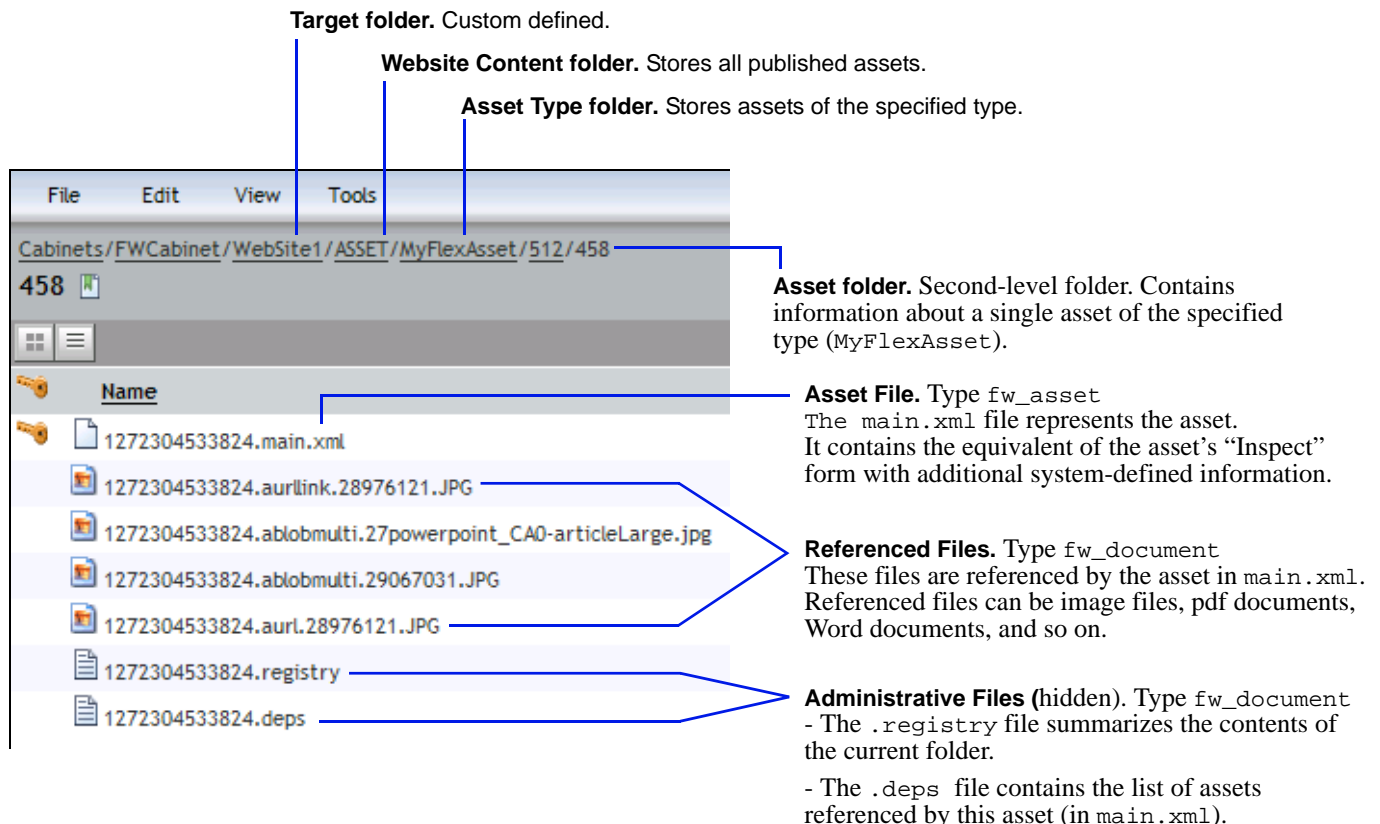 Target folder. Custom defined.
Website Content folder. Stores all published assets.
Asset Type folder. Stores assets of the specified type.
File Edit View Tools
Cabinets/FWCabinet/WebSite1/ASSET/MyFlexAsset/512/458
458
Asset folder. Second-level folder. Contains
information about a single asset of the specified
type (MyFlexAsset).
Name
1272304533824.main.xml
1272304533824.aurllink.28976121.JPG
1272304533824.ablobmulti.27powerpoint_CA0-articleLarge.jpg
1272304533824.ablobmulti.29067031.JPG
1272304533824.aurl.28976121.JPG
1272304533824.registry
1272304533824.deps
Asset File. Type fw_asset
The main.xml file represents the asset.
It contains the equivalent of the asset’s “Inspect”
form with additional system-defined information.
Referenced Files. Type fw_document
These files are referenced by the asset in main.xml.
Referenced files can be image files, pdf documents,
Word documents, and so on.
Administrative Files (hidden). Type fw_document
- The .registry file summarizes the contents of
the current folder.
- The .deps file contains the list of assets
referenced by this asset (in main.xml).